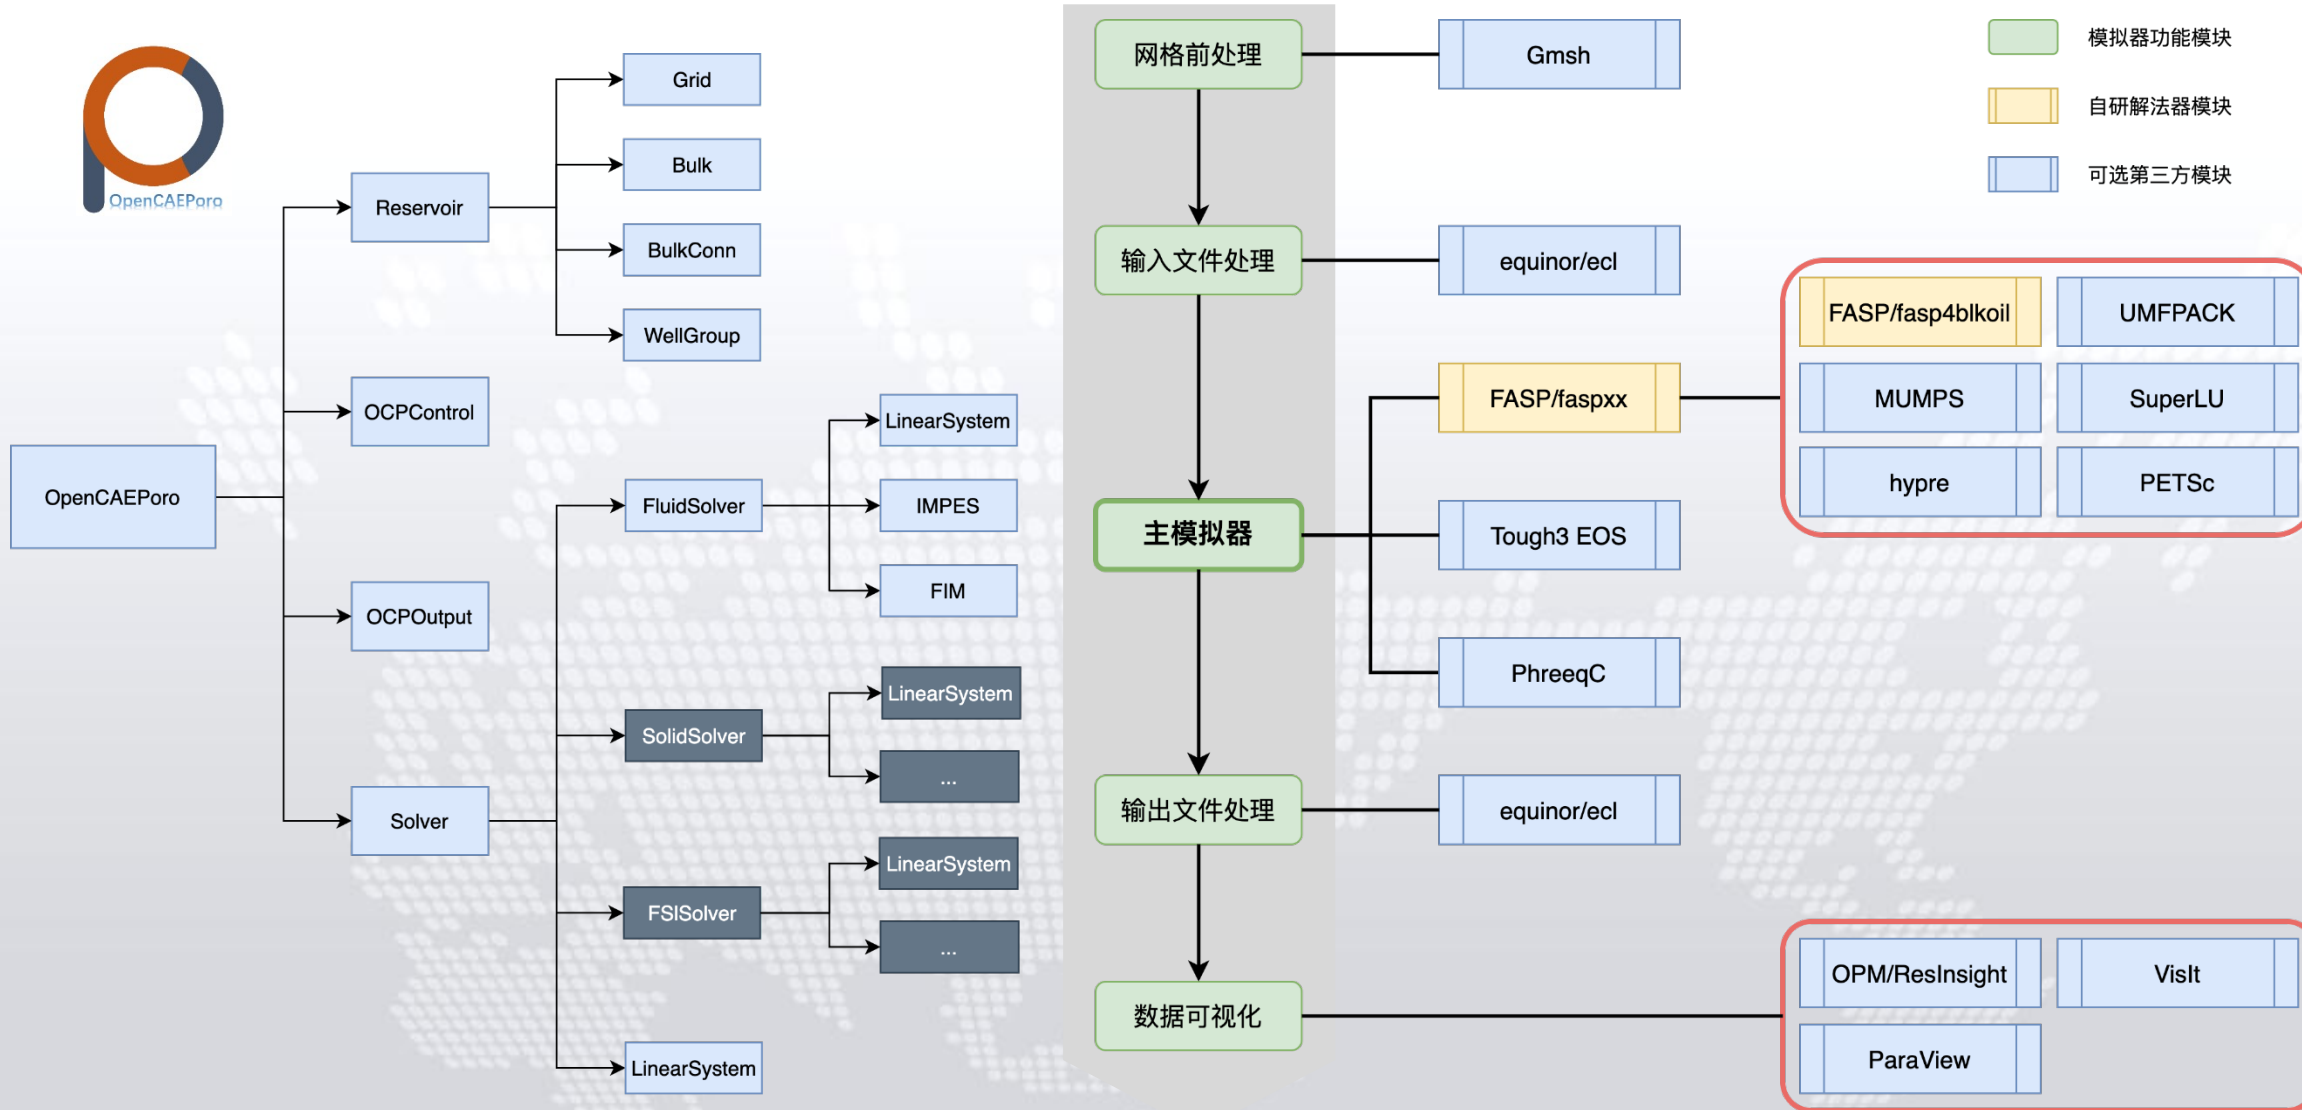 OpenCAEPoro
OpenCAEPoro
Reservoir
OCPControl
OCPOutput
Solver
Grid
Bulk
BulkConn
WellGroup
FluidSolver
SolidSolver
FSISolver
LinearSystem
LinearSystem
IMPES
FIM
LinearSystem
...
LinearSystem
...
网格前处理
输入文件处理
主模拟器
输出文件处理
数据可视化
Gmsh
equinor/ecl
FASP/faspxx
Tough3 EOS
PhreeqC
equinor/ecl
模拟器功能模块
自研解法器模块
可选第三方模块
FASP/fasp4blkoil
UMFPACK
MUMPS
SuperLU
hypre
PETSc
OPM/ResInsight
VisIt
ParaView